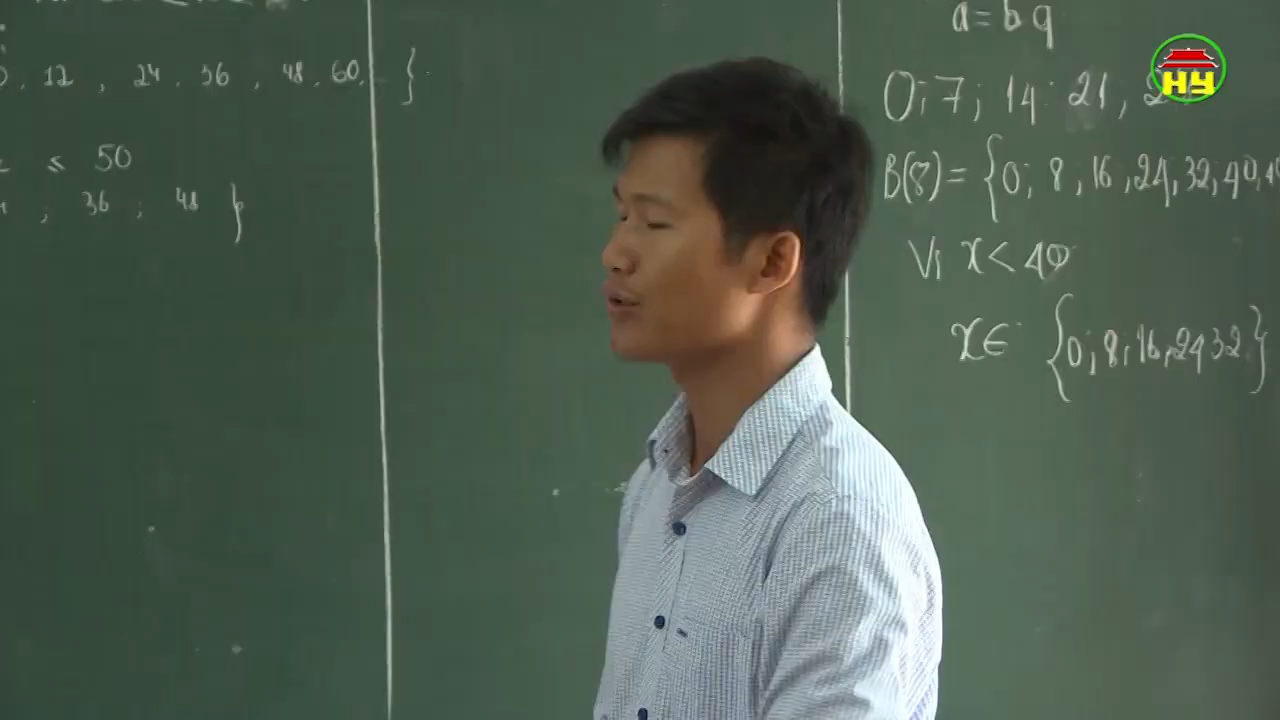 0, 12, 24, 36, 48, 60, ... }
≤ 50
; 36 ; 48 }
a = b q
0; 7; 14; 21;
B(8) = {0; 8, 16, 24, 32, 40,
Vì x < 40
x ∈ {0; 8; 16, 24 32.}
HY